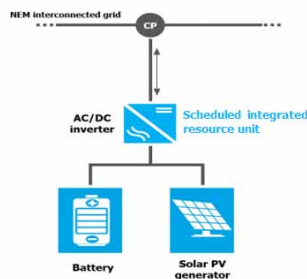 NEM interconnected grid
CP
AC/DC
inverter
Scheduled integrated
resource unit
Battery
Solar PV
generator